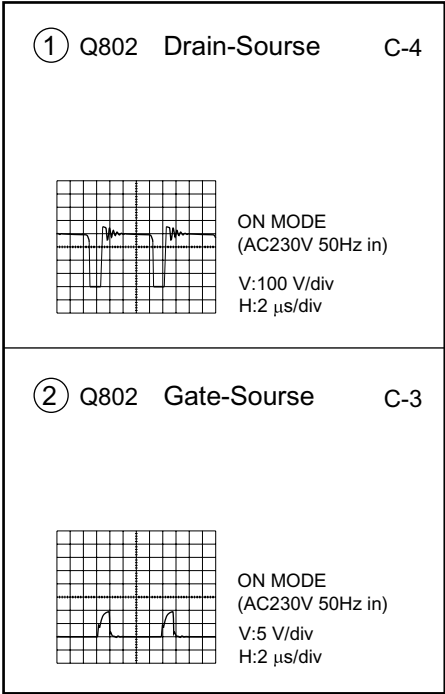 ① Q802 Drain-Sourse C-4
ON MODE
(AC230V 50Hz in)
V:100 V/div
H:2 μs/div
② Q802 Gate-Sourse C-3
ON MODE
(AC230V 50Hz in)
V:5 V/div
H:2 μs/div